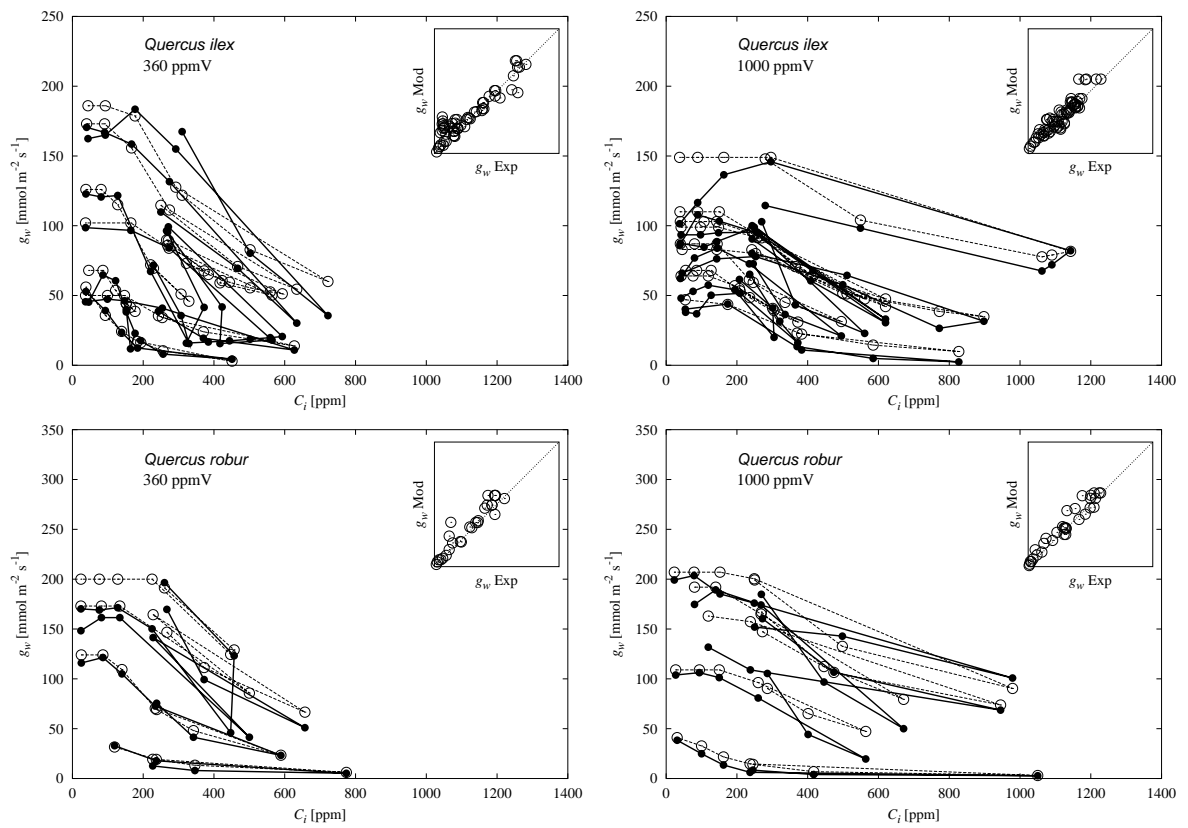 250
200
150
100
50
0
g_w [mmol m⁻² s⁻¹]
Quercus ilex
360 ppmV
g_w Mod
g_w Exp
0 200 400 600 800 1000 1200 1400
C_i [ppm]
250
200
150
100
50
0
g_w [mmol m⁻² s⁻¹]
Quercus ilex
1000 ppmV
g_w Mod
g_w Exp
0 200 400 600 800 1000 1200 1400
C_i [ppm]
350
300
250
200
150
100
50
0
g_w [mmol m⁻² s⁻¹]
Quercus robur
360 ppmV
g_w Mod
g_w Exp
0 200 400 600 800 1000 1200 1400
C_i [ppm]
350
300
250
200
150
100
50
0
g_w [mmol m⁻² s⁻¹]
Quercus robur
1000 ppmV
g_w Mod
g_w Exp
0 200 400 600 800 1000 1200 1400
C_i [ppm]